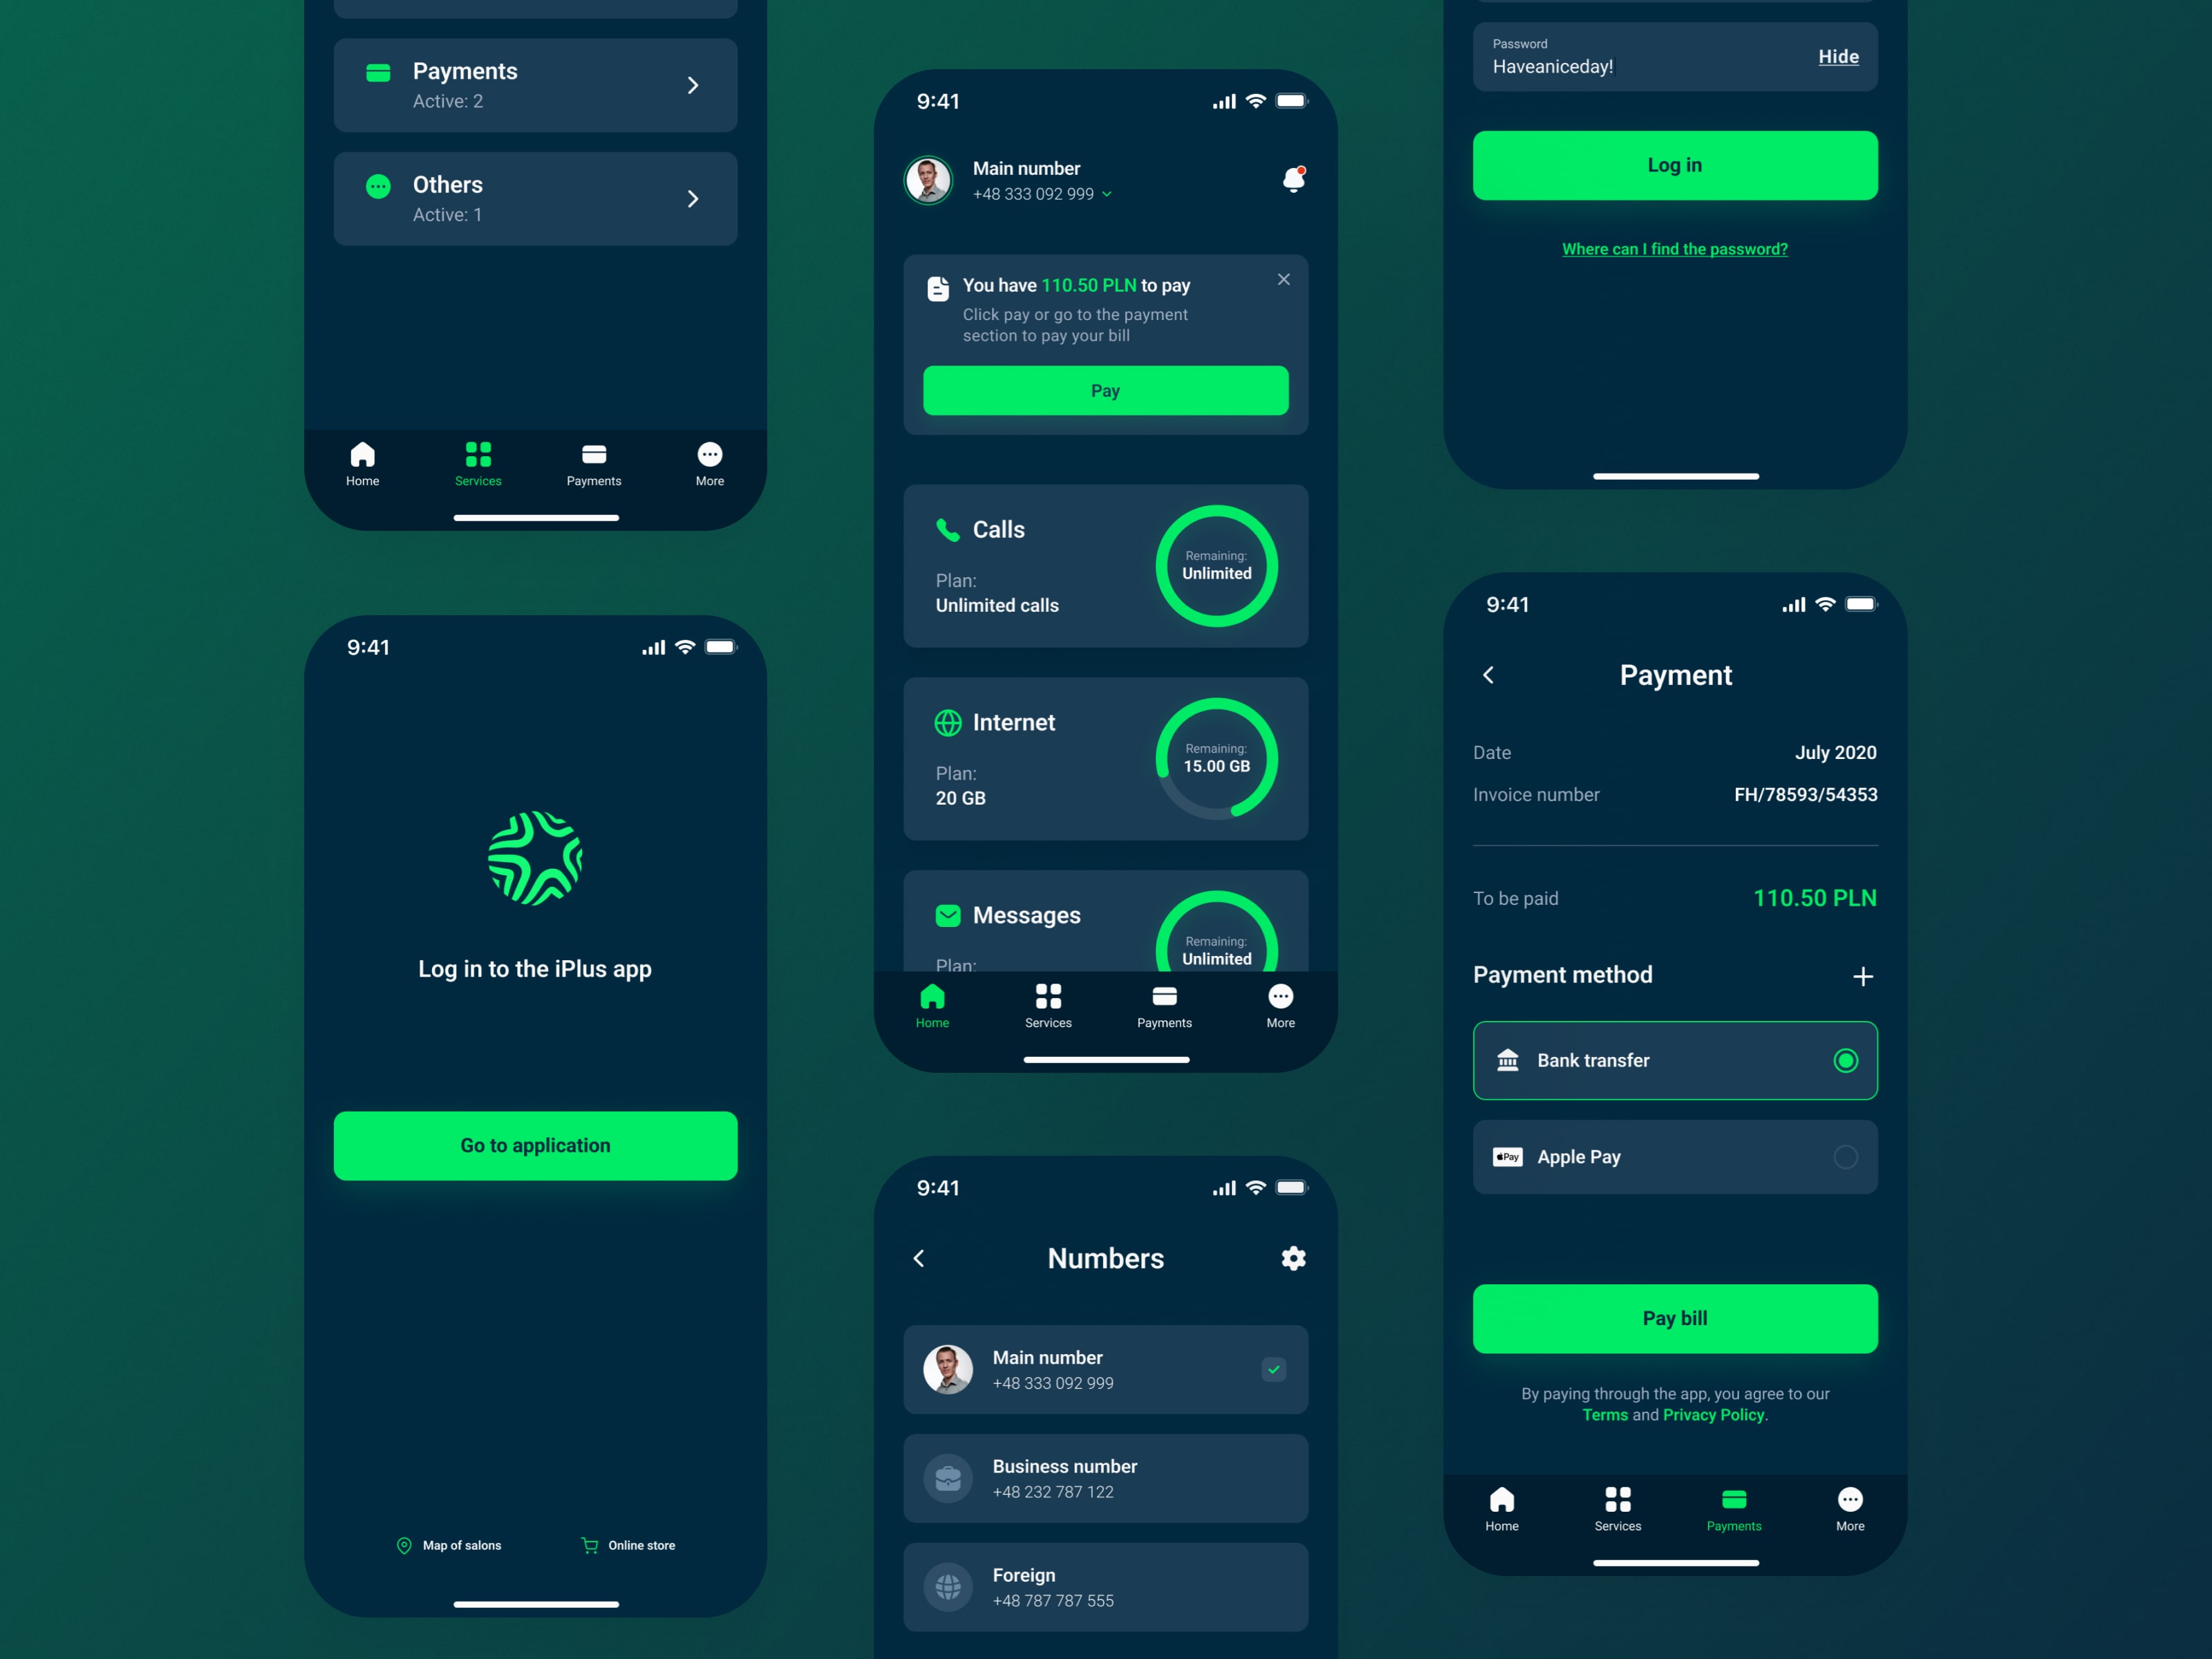 Payments
Active: 2
Others
Active: 1
Home
Services
Payments
More
9:41
Log in to the iPlus app
Go to application
Map of salons
Online store
9:41
Main number
+48 333 092 999
You have 110.50 PLN to pay
Click pay or go to the payment
section to pay your bill
Pay
Calls
Plan:
Unlimited calls
Remaining:
Unlimited
Internet
Plan:
20 GB
Remaining:
15.00 GB
Messages
Plan:
Remaining:
Unlimited
Home
Services
Payments
More
9:41
Numbers
Main number
+48 333 092 999
Business number
+48 232 787 122
Foreign
+48 787 787 555
Password
Haveaniceday!
Hide
Log in
Where can I find the password?
9:41
Payment
Date
July 2020
Invoice number
FH/78593/54353
To be paid
110.50 PLN
Payment method
Bank transfer
Pay
Apple Pay
Pay bill
By paying through the app, you agree to our
Terms and Privacy Policy.
Home
Services
Payments
More